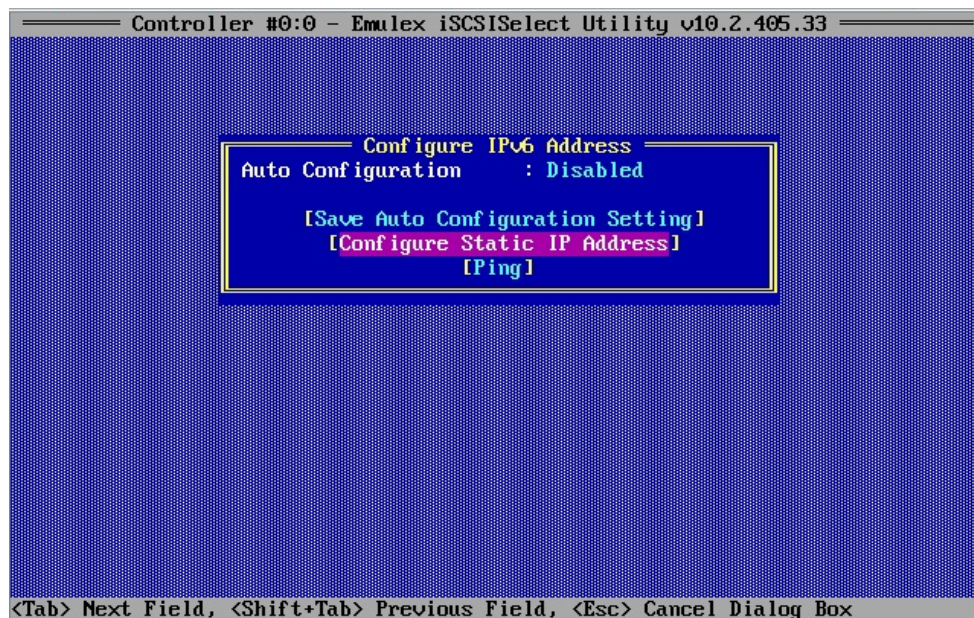 Controller #0:0 - Emulex iSCSISelect Utility v10.2.405.33
Configure IPv6 Address
Auto Configuration : Disabled
[Save Auto Configuration Setting]
[Configure Static IP Address]
[Ping]
<Tab> Next Field, <Shift+Tab> Previous Field, <Esc> Cancel Dialog Box